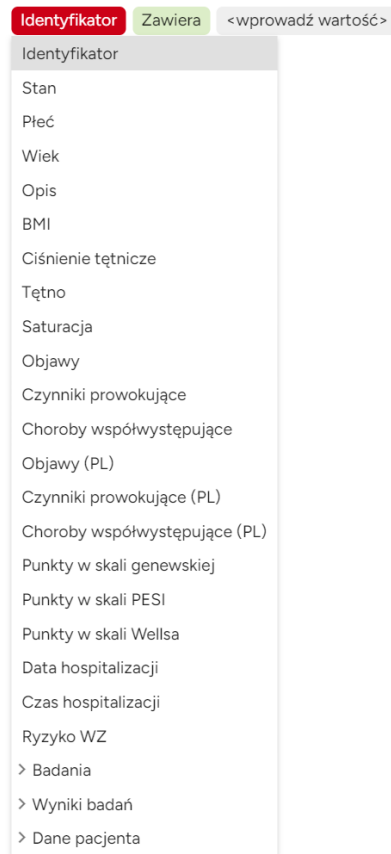 Identyfikator Zawiera <wprowadź wartość>
Identyfikator
Stan
Płeć
Wiek
Opis
BMI
Ciśnienie tętnicze
Tętno
Saturacja
Objawy
Czynniki prowokujące
Choroby współwystępujące
Objawy (PL)
Czynniki prowokujące (PL)
Choroby współwystępujące (PL)
Punkty w skali genewskiej
Punkty w skali PESI
Punkty w skali Wellsa
Data hospitalizacji
Czas hospitalizacji
Ryzyko WZ
> Badania
> Wyniki badań
> Dane pacjenta